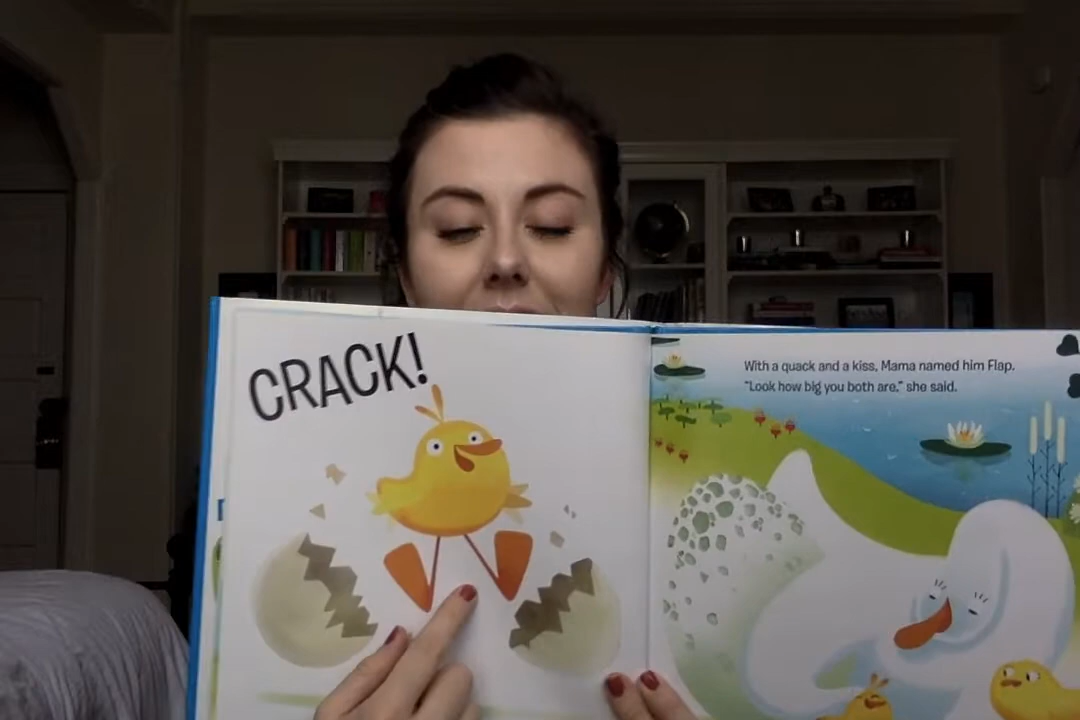 CRACK!
With a quack and a kiss, Mama named him Flap.
"Look how big you both are," she said.